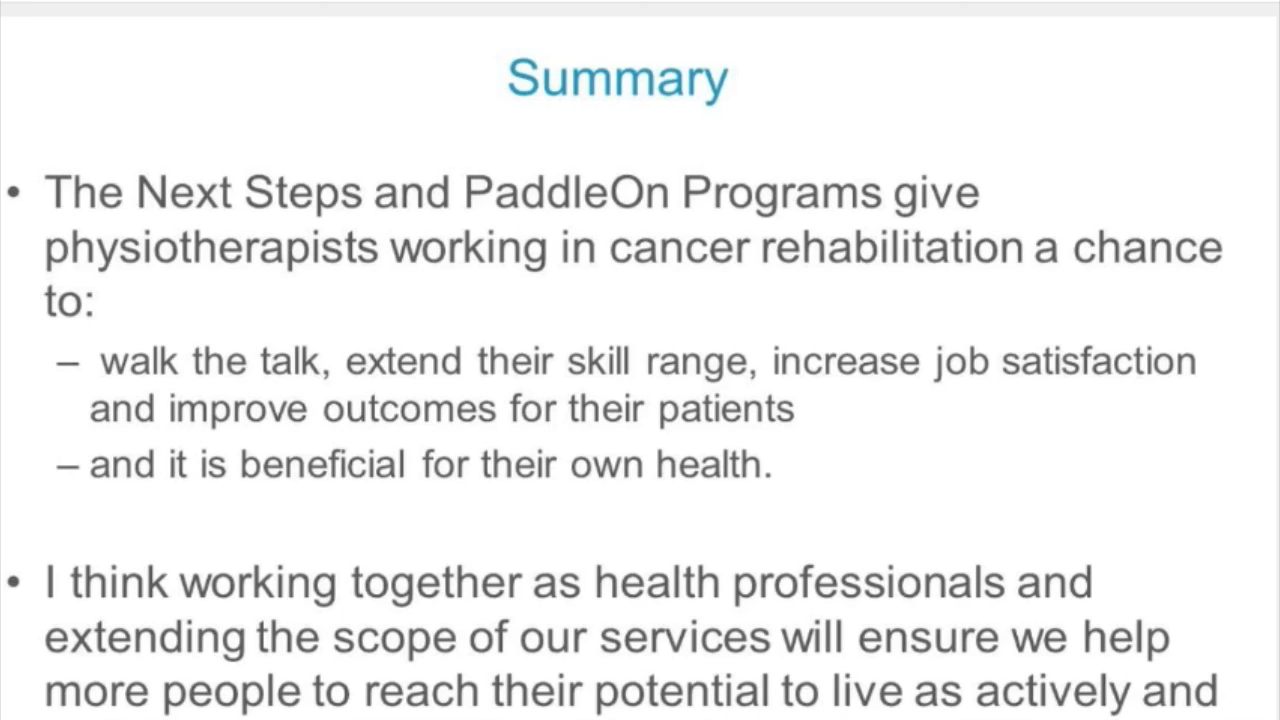 Summary
• The Next Steps and PaddleOn Programs give
physiotherapists working in cancer rehabilitation a chance
to:
– walk the talk, extend their skill range, increase job satisfaction
and improve outcomes for their patients
– and it is beneficial for their own health.
• I think working together as health professionals and
extending the scope of our services will ensure we help
more people to reach their potential to live as actively and